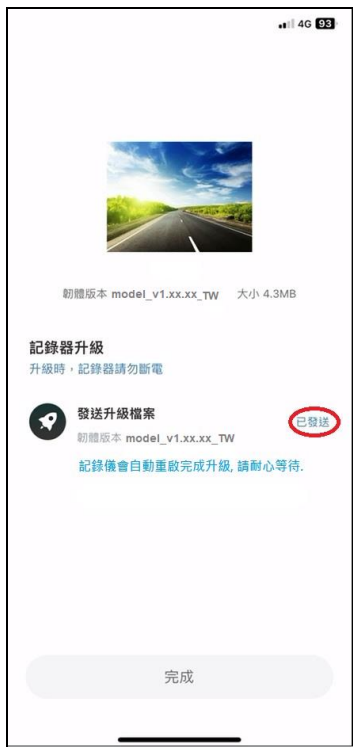 4G 93
韌體版本 model_v1.xx.xx_TW 大小 4.3MB
記錄器升級
升級時，記錄器請勿斷電
發送升級檔案
已發送
韌體版本 model_v1.xx.xx_TW
記錄儀會自動重啟完成升級, 請耐心等待.
完成